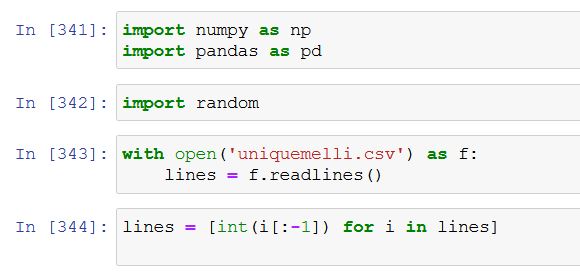 In [341]: import numpy as np
import pandas as pd
In [342]: import random
In [343]: with open('uniquemelli.csv') as f:
    lines = f.readlines()
In [344]: lines = [int(i[:-1]) for i in lines]